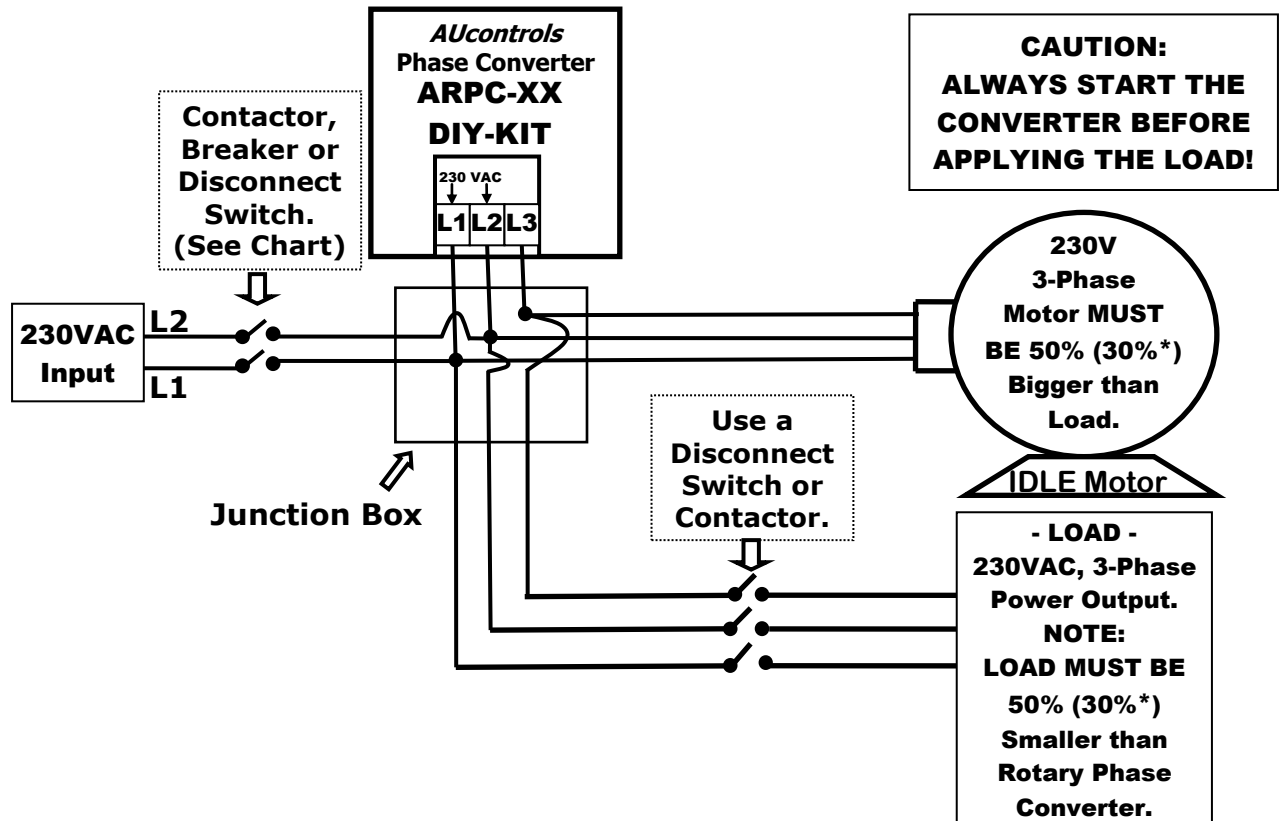 AUcontrols
Phase Converter
ARPC-XX
DIY-KIT
230 VAC
L1 L2 L3
CAUTION:
ALWAYS START THE
CONVERTER BEFORE
APPLYING THE LOAD!
Contactor,
Breaker or
Disconnect
Switch.
(See Chart)
230VAC
Input
L2
L1
Junction Box
230V
3-Phase
Motor MUST
BE 50% (30%*)
Bigger than
Load.
IDLE Motor
Use a
Disconnect
Switch or
Contactor.
- LOAD -
230VAC, 3-Phase
Power Output.
NOTE:
LOAD MUST BE
50% (30%*)
Smaller than
Rotary Phase
Converter.